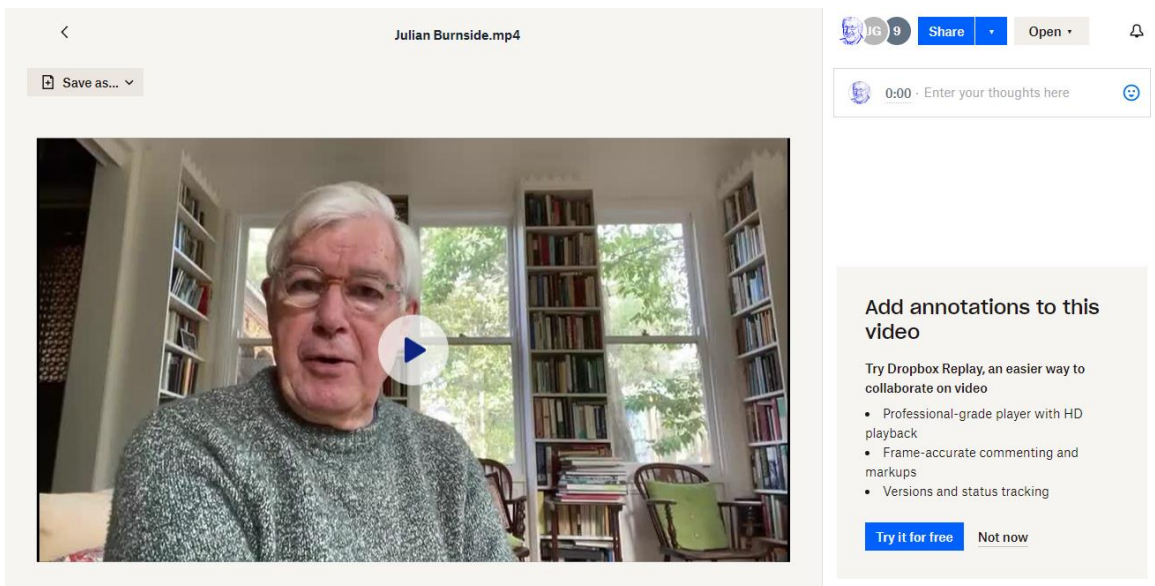 Julian Burnside.mp4
JG 9 Share Open
Save as...
0:00 · Enter your thoughts here
Add annotations to this
video
Try Dropbox Replay, an easier way to
collaborate on video
• Professional-grade player with HD
playback
• Frame-accurate commenting and
markups
• Versions and status tracking
Try it for free Not now